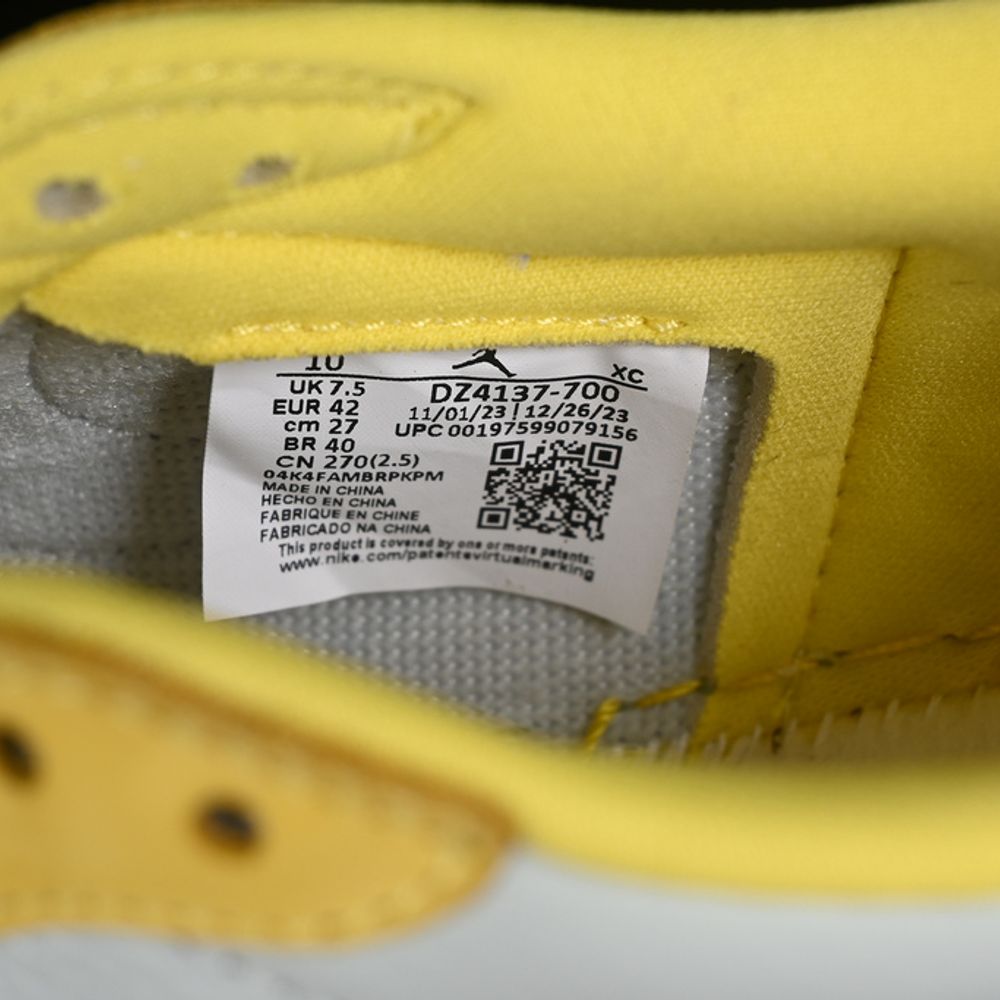 10
XC
UK 7.5
EUR 42
cm 27
BR 40
CN 270(2.5)
DZ4137-700
11/01/23 | 12/26/23
UPC 00197599079156
04K4FAMBRPKPM
MADE IN CHINA
HECHO EN CHINA
FABRIQUE EN CHINE
FABRICADO NA CHINA
This product is covered by one or more patents:
www.nike.com/patentsvirtualmarking